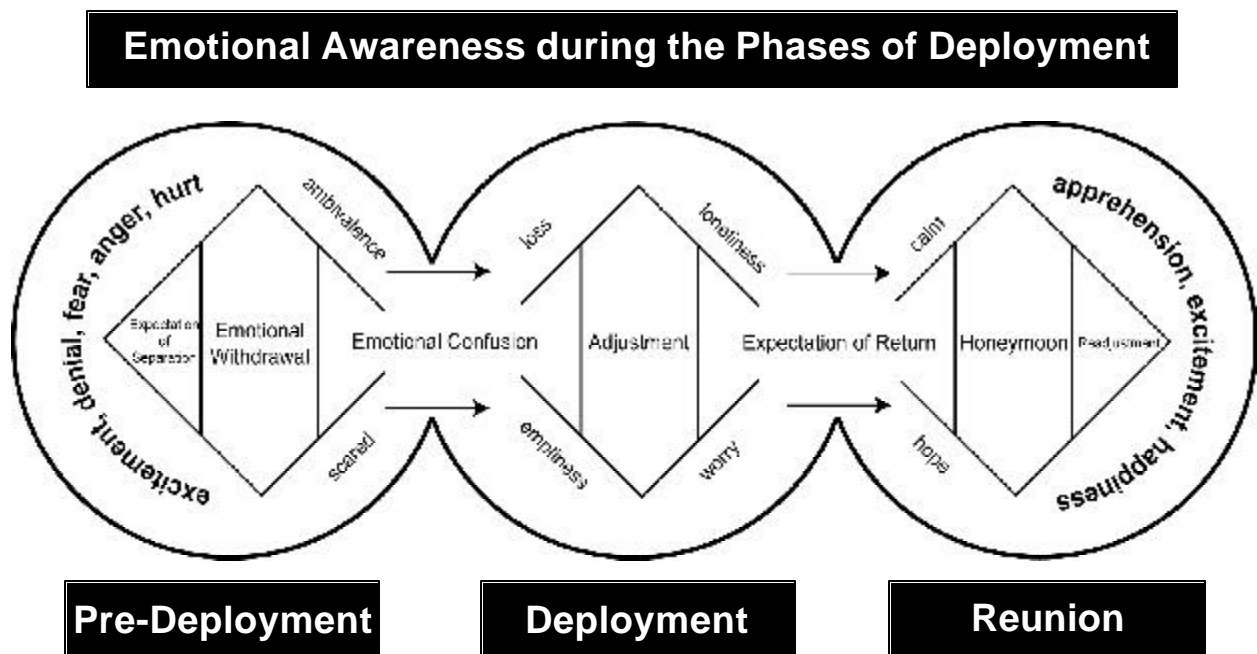 Emotional Awareness during the Phases of Deployment
excitement, denial, fear, anger, hurt
ambivalence
scared
Expectation
of
Separation
Emotional
Withdrawal
Emotional Confusion
loss
emptiness
Adjustment
loneliness
worry
Expectation of Return
calm
hope
Honeymoon
Readjustment
apprehension, excitement, happiness
Pre-Deployment
Deployment
Reunion